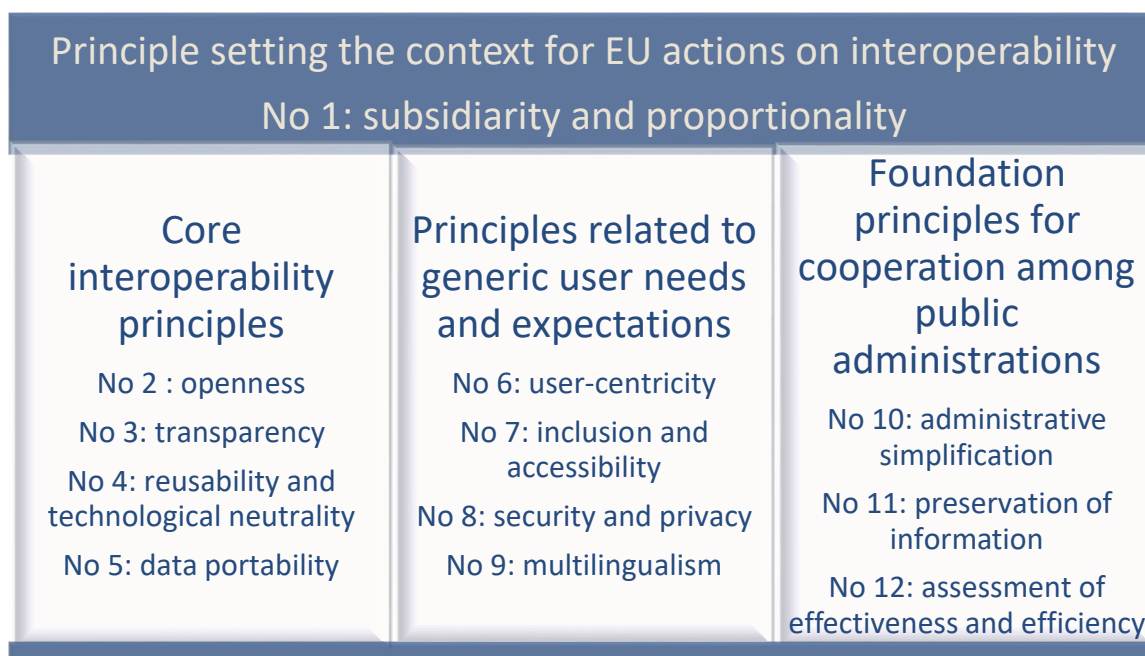 Principle setting the context for EU actions on interoperability
No 1: subsidiarity and proportionality
Core
interoperability
principles
No 2 : openness
No 3: transparency
No 4: reusability and
technological neutrality
No 5: data portability
Principles related to
generic user needs
and expectations
No 6: user-centricity
No 7: inclusion and
accessibility
No 8: security and privacy
No 9: multilingualism
Foundation
principles for
cooperation among
public
administrations
No 10: administrative
simplification
No 11: preservation of
information
No 12: assessment of
effectiveness and efficiency